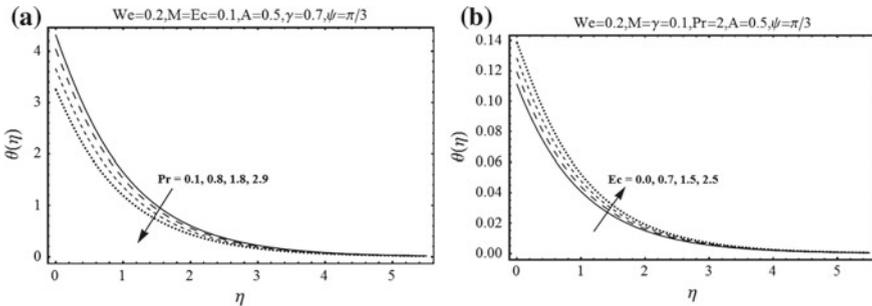 (a)
We=0.2,M=Ec=0.1,A=0.5,γ=0.7,ψ=π/3
4
3
2
1
0
θ(η)
Pr = 0.1, 0.8, 1.8, 2.9
0 1 2 3 4 5
η
(b)
We=0.2,M=γ=0.1,Pr=2,A=0.5,ψ=π/3
0.14
0.12
0.10
0.08
0.06
0.04
0.02
0.00
θ(η)
Ec = 0.0, 0.7, 1.5, 2.5
0 1 2 3 4 5
η